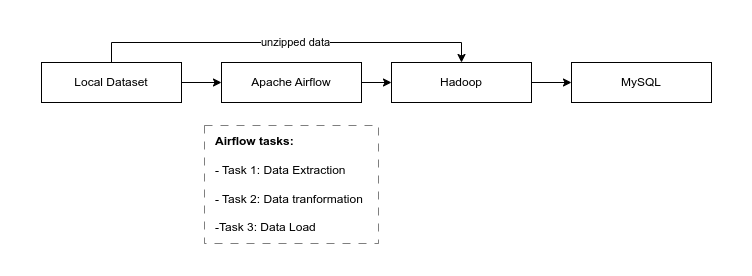 unzipped data
Local Dataset
Apache Airflow
Hadoop
MySQL
Airflow tasks:
- Task 1: Data Extraction
- Task 2: Data tranformation
-Task 3: Data Load